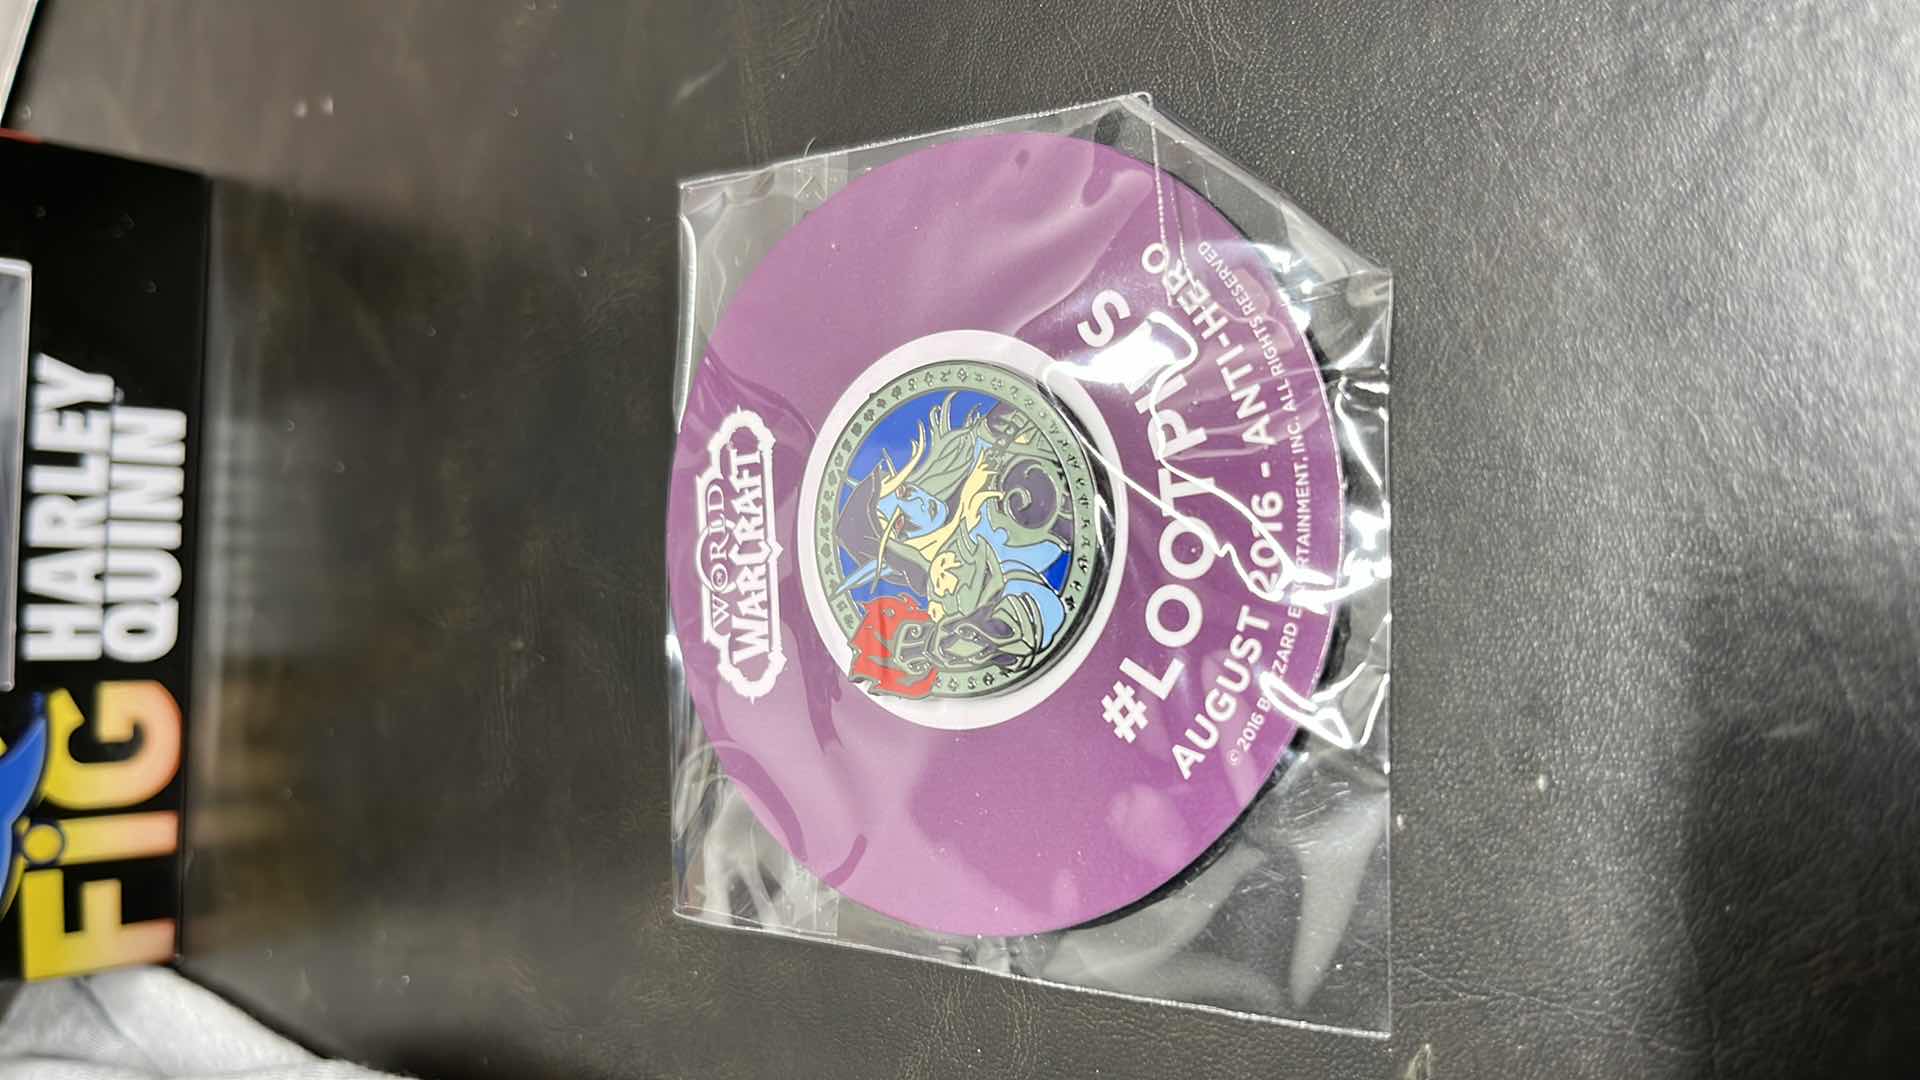 WORLD
WARCRAFT
#LOOTPINS
AUGUST 2016 - ANTI-HERO
© 2016 BLIZZARD ENTERTAINMENT, INC. ALL RIGHTS RESERVED
FiG
HARLEY
QUINN